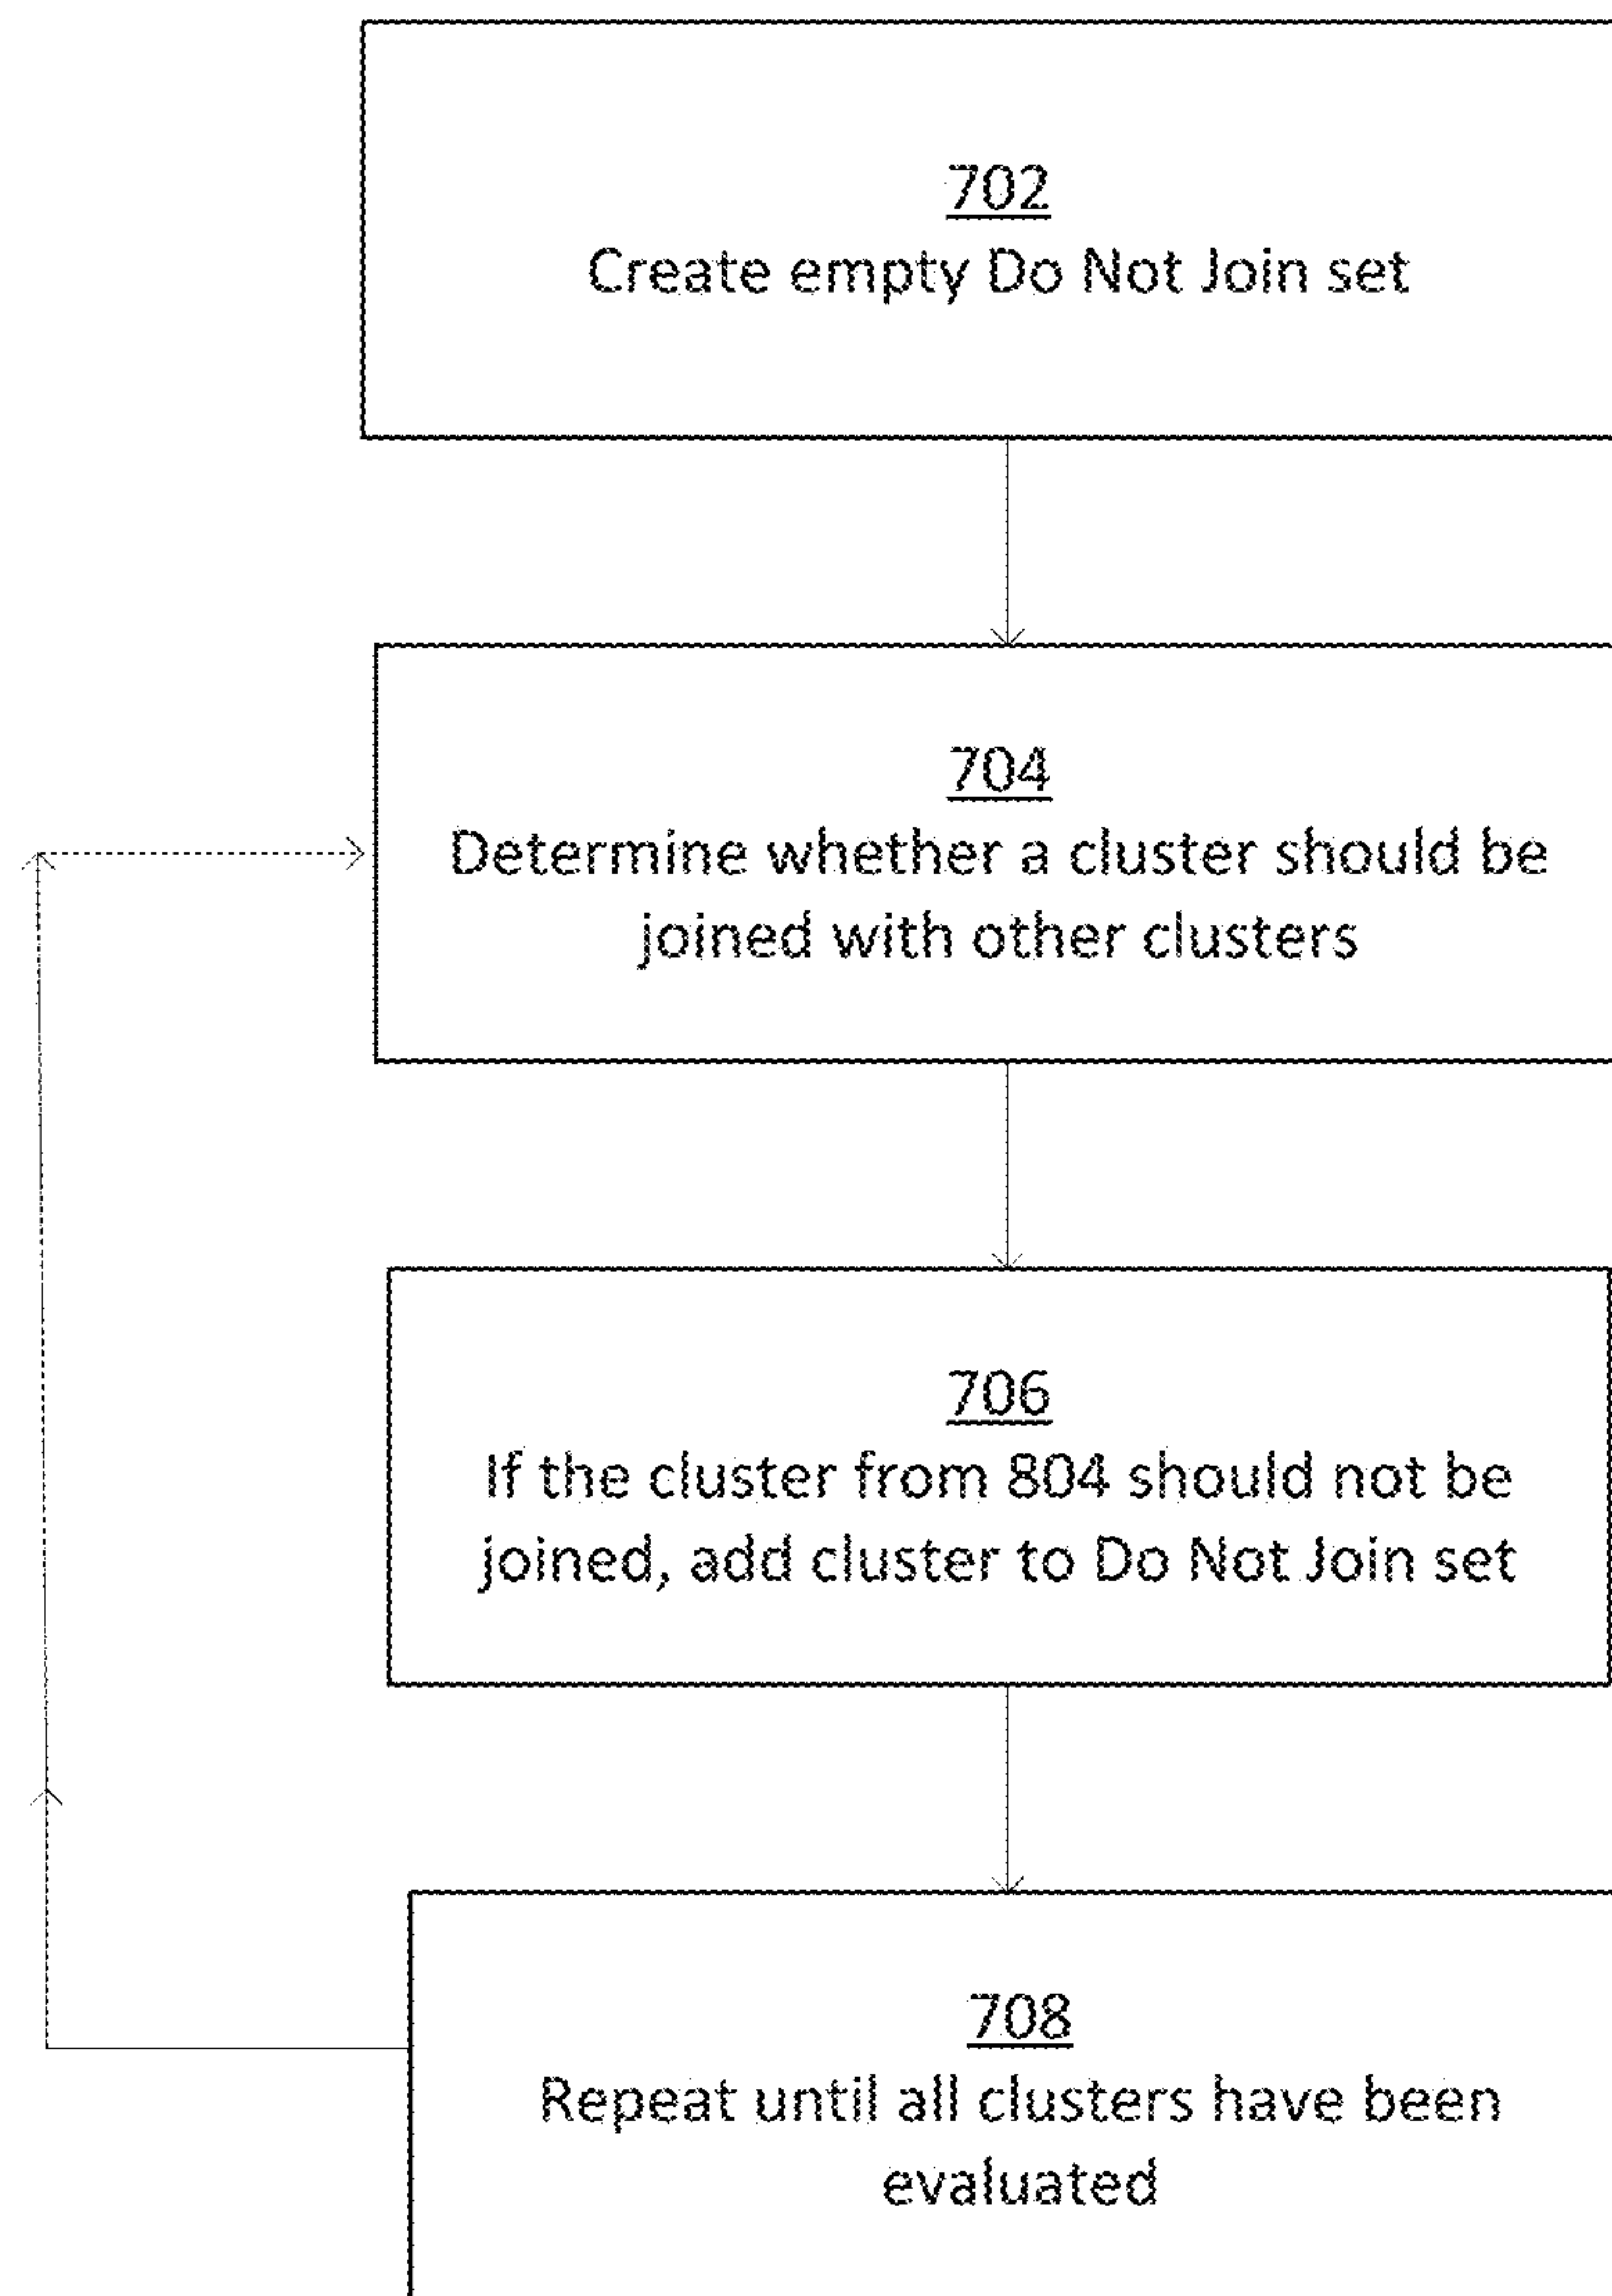 702
Create empty Do Not Join set
704
Determine whether a cluster should be
joined with other clusters
706
If the cluster from 804 should not be
joined, add cluster to Do Not Join set
708
Repeat until all clusters have been
evaluated